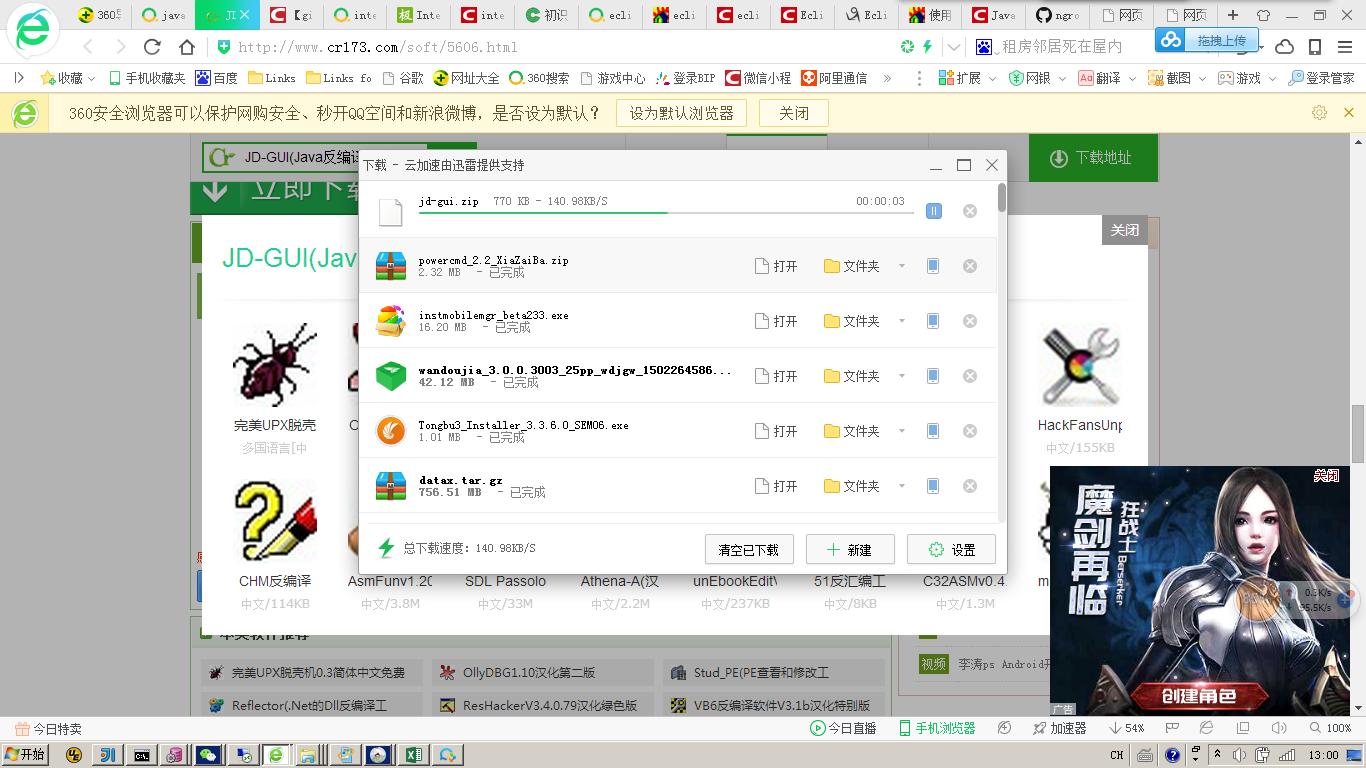 360导
java
JI
【gi
inte
Inte
inte
初识
ecli
ecli
ecli
Ecli
Ecli
使用
Java
ngro
网页
网页
http://www.cr173.com/soft/5696.html
租房邻居死在屋内
拖拽上传
收藏
手机收藏夹
百度
Links
Links fo
谷歌
网址大全
360搜索
游戏中心
登录BIP
微信小程
阿里通信
»
扩展
网银
翻译
截图
游戏
登录管家
360安全浏览器可以保护网购安全、秒开QQ空间和新浪微博，是否设为默认？
设为默认浏览器
关闭
JD-GUI(Java反编译
下载地址
立即下
关闭
JD-GUI(Jav
下载 - 云加速由迅雷提供支持
jd-gui.zip 770 KB - 140.98KB/S
00:00:03
powercmd_2.2_XiaZaiBa.zip
2.32 MB - 已完成
打开
文件夹
instmobilemgr_beta233.exe
16.20 MB - 已完成
打开
文件夹
wandoujia_3.0.0.3003_25pp_wdjgw_1502264586...
42.12 MB - 已完成
打开
文件夹
Tongbu3_Installer_3.3.6.0_SEM06.exe
1.01 MB - 已完成
打开
文件夹
datax.tar.gz
756.51 MB - 已完成
打开
文件夹
总下载速度：140.98KB/S
清空已下载
新建
设置
完美UPX脱壳
多国语言[中
HackFansUnp
中文/155KB
CHM反编译
中文/114KB
AsmFunv1.20
中文/3.8M
SDL Passolo
中文/33M
Athena-A(汉
中文/2.2M
unEbookEdit\
中文/237KB
51反汇编工
中文/8KB
C32ASMv0.4.
中文/1.3M
关闭
魔剑再临
狂战士
Berserker
0.3K/s
95.5K/s
创建角色
广告
本类软件推荐
完美UPX脱壳机0.3简体中文免费
OllyDBG1.10汉化第二版
Stud_PE(PE查看和修改工
Reflector(.Net的Dll反编译工
ResHackerV3.4.0.79汉化绿色版
VB6反编译软件V3.1b汉化特别版
视频
李涛ps Android开
今日特卖
今日直播
手机浏览器
加速器
54%
100%
开始
CH
13:00